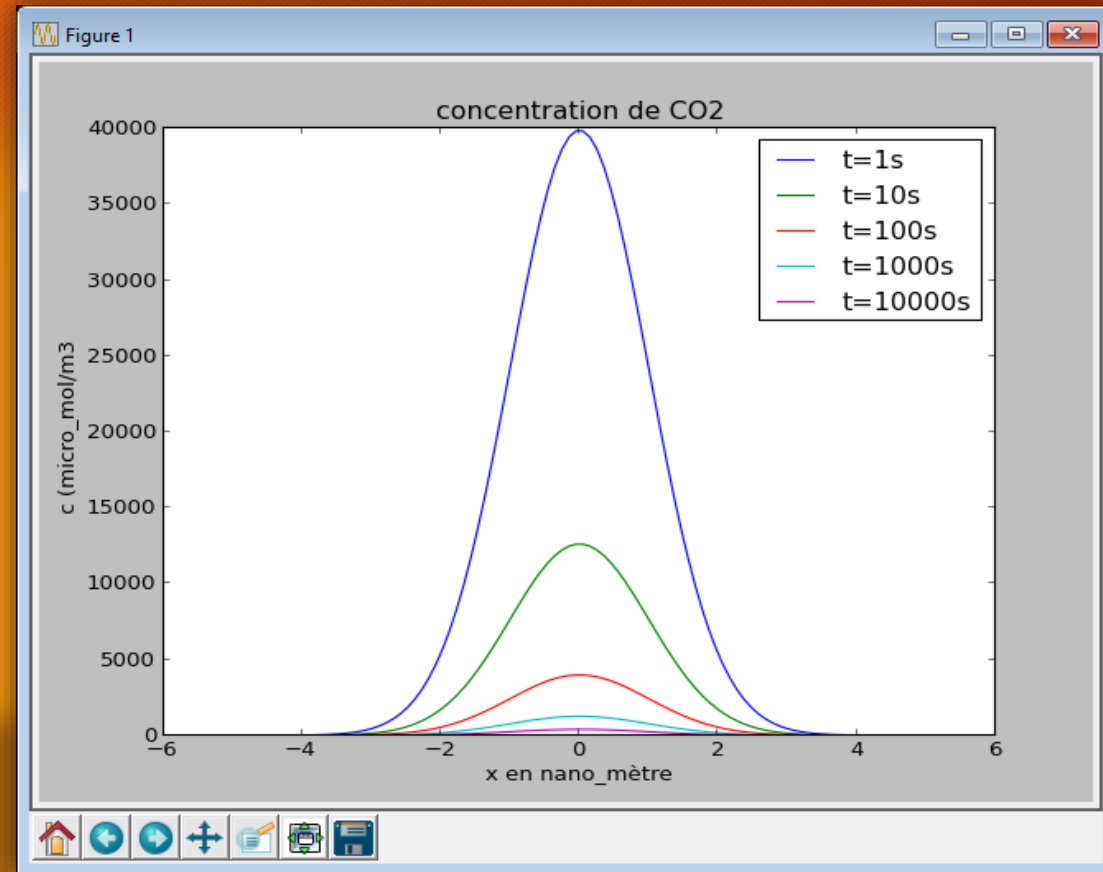 Figure 1
concentration de CO2
40000
35000
30000
25000
20000
15000
10000
5000
0
c (micro_mol/m3
t=1s
t=10s
t=100s
t=1000s
t=10000s
−6 −4 −2 0 2 4 6
x en nano_mètre